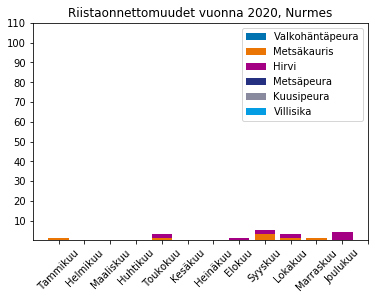 Riistaonnettomuudet vuonna 2020, Nurmes
110
100
90
80
70
60
50
40
30
20
10
Valkohäntäpeura
Metsäkauris
Hirvi
Metsäpeura
Kuusipeura
Villisika
Tammikuu
Helmikuu
Maaliskuu
Huhtikuu
Toukokuu
Kesäkuu
Heinäkuu
Elokuu
Syyskuu
Lokakuu
Marraskuu
Joulukuu